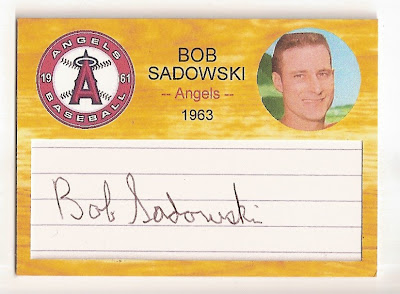 ANGELS
19 A 61
BASEBALL
BOB
SADOWSKI
-- Angels --
1963
Bob Sadowski